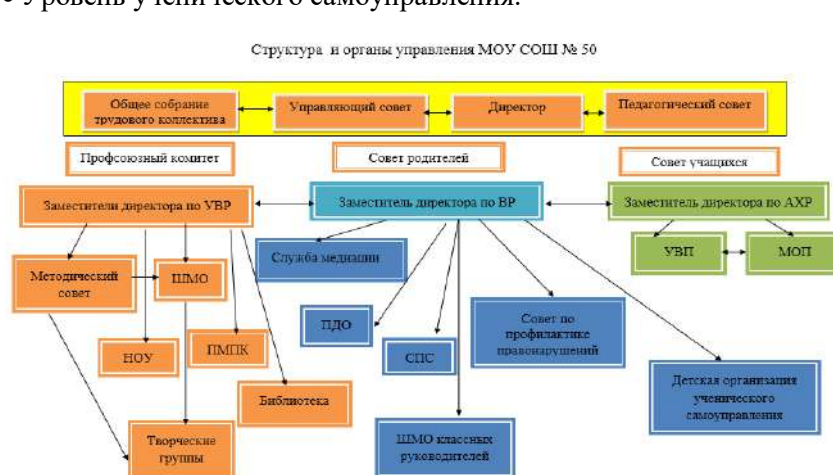 Уровень ученического самоуправления.
Структура и органы управления МОУ СОШ № 50
Общее собрание
трудового коллектива
Управляющий совет
Директор
Педагогический совет
Профсоюзный комитет
Совет родителей
Совет учащихся
Заместители директора по УВР
Заместитель директора по ВР
Заместитель директора по АХР
Служба медиации
УВП
МОП
Методический
совет
ШМО
ПДО
Совет по
профилактике
правонарушений
НОУ
ПМПК
СПС
Детская организация
ученического
самоуправления
Библиотека
Творческие
группы
ШМО классных
руководителей